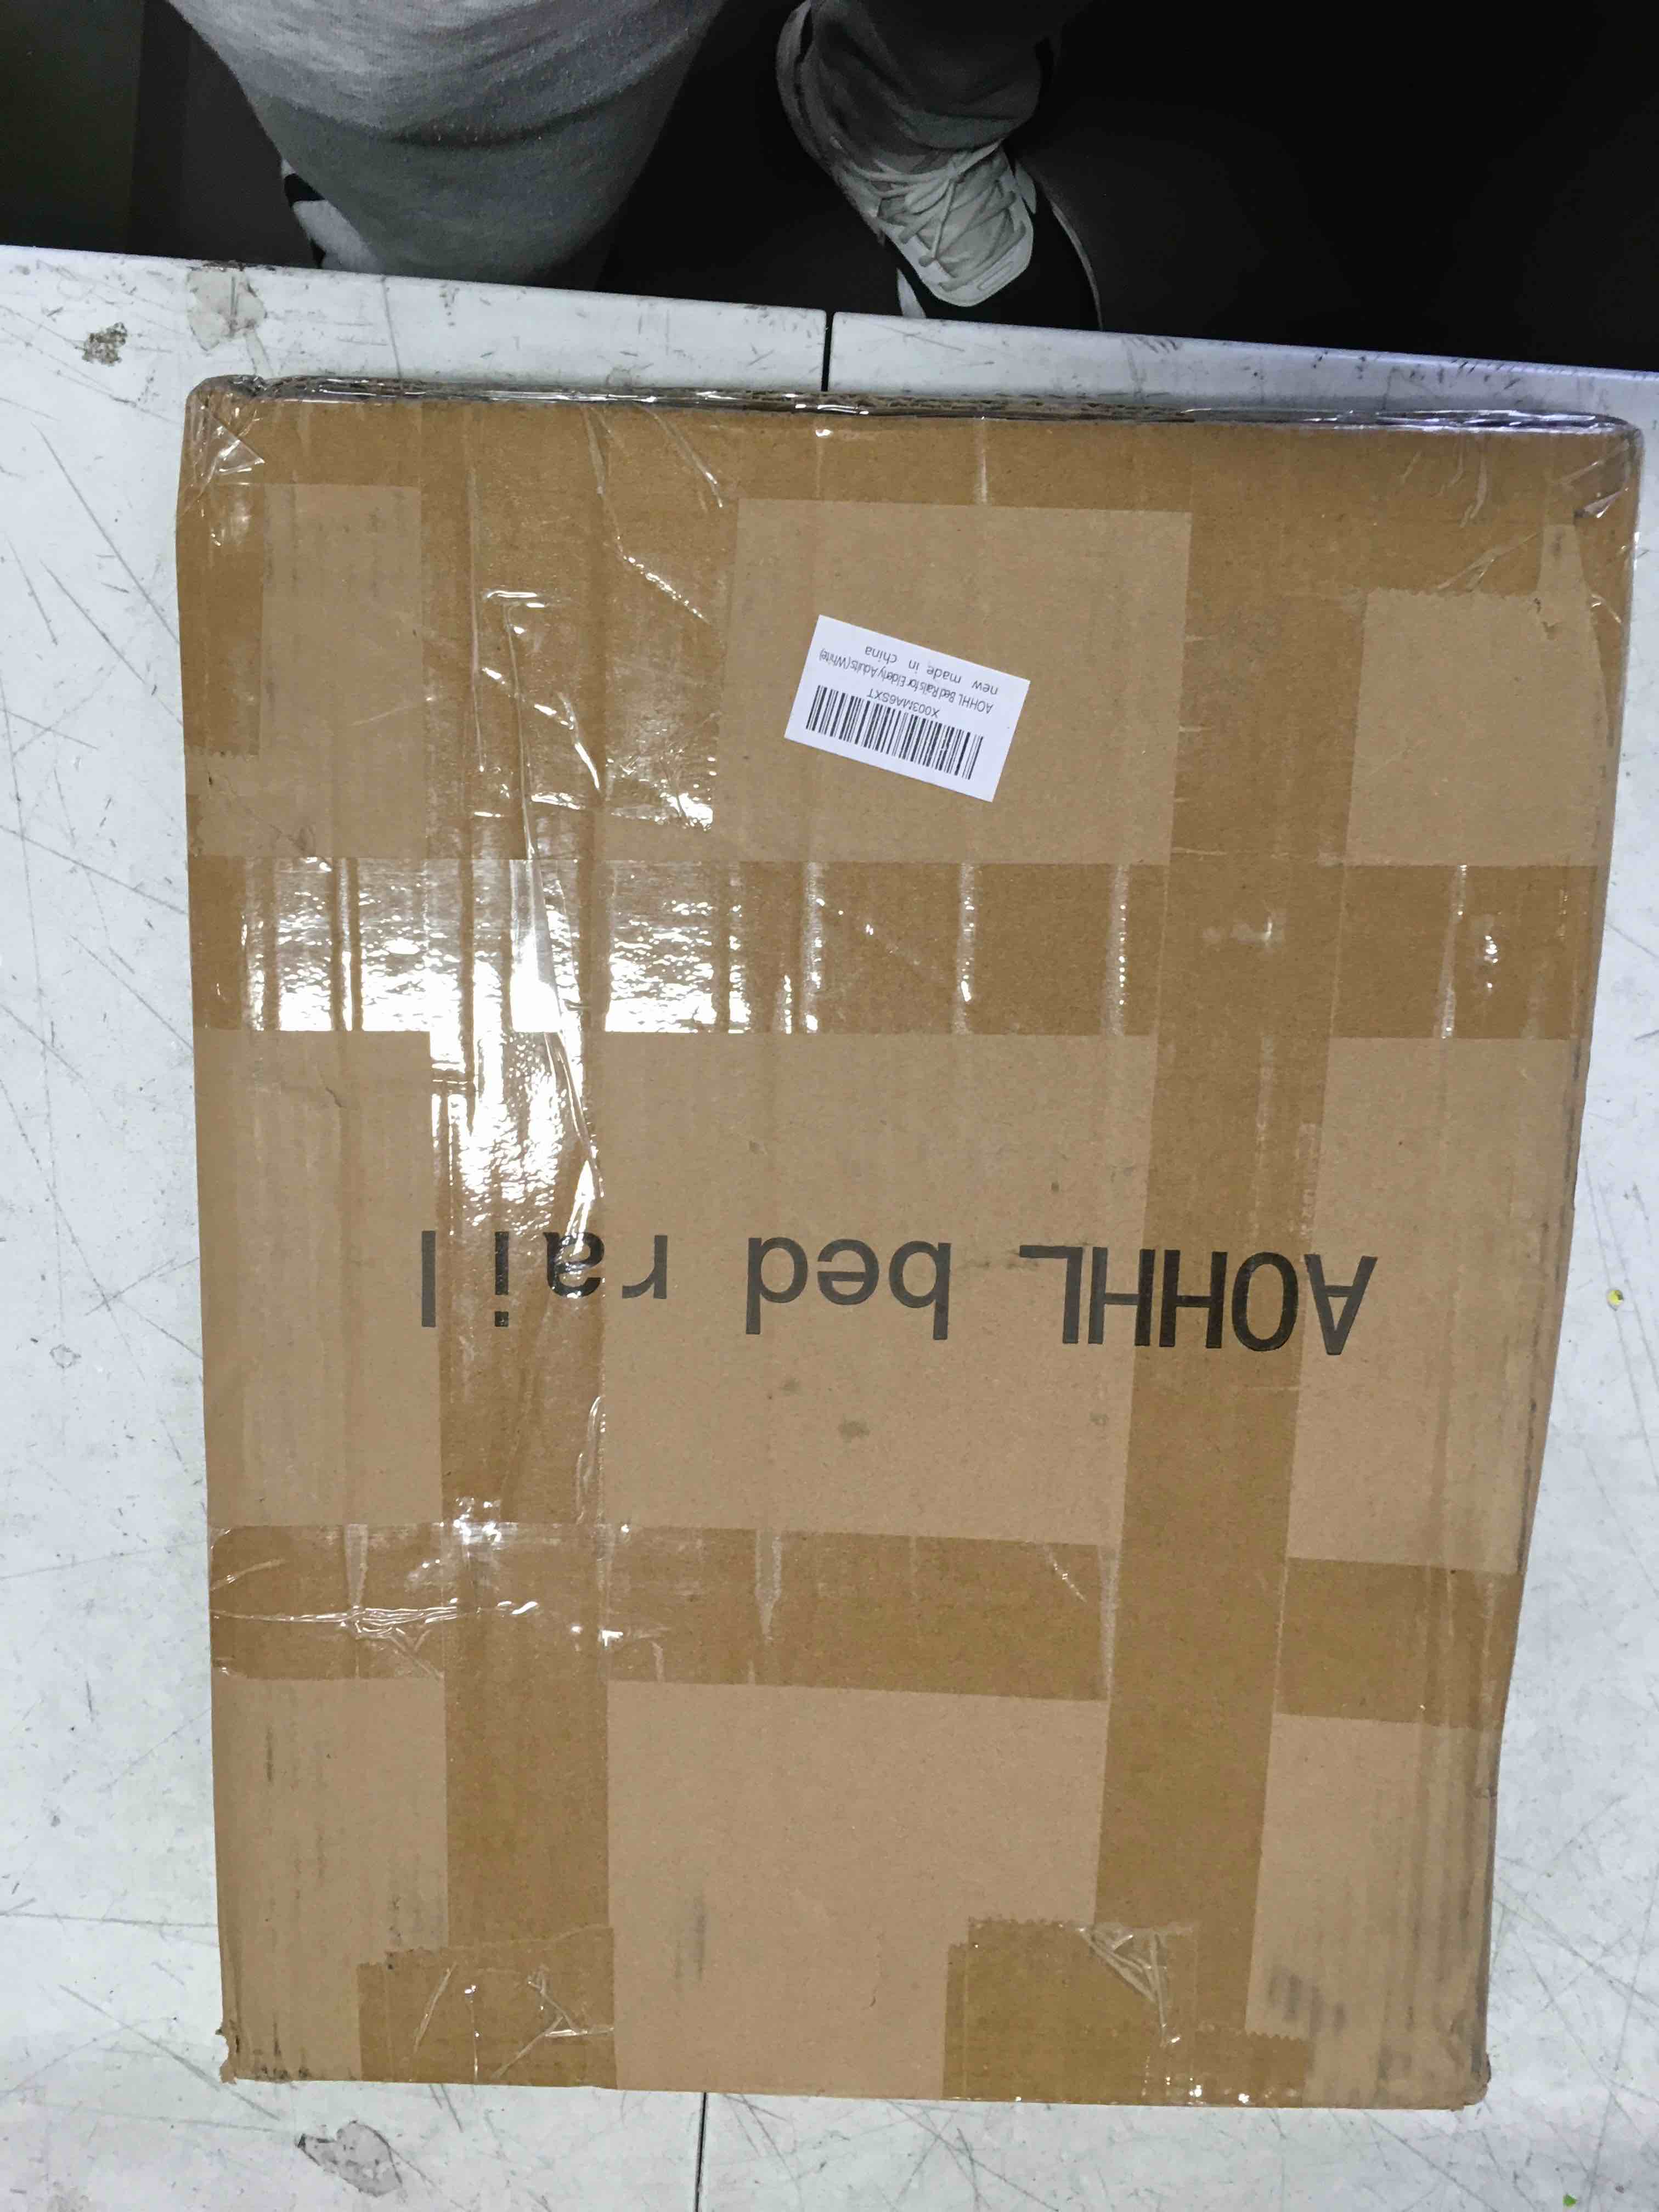 X003MA6SXT
AOHHL Bed Rails for Elderly Adults (White)
new made in china
AOHHL bed rail